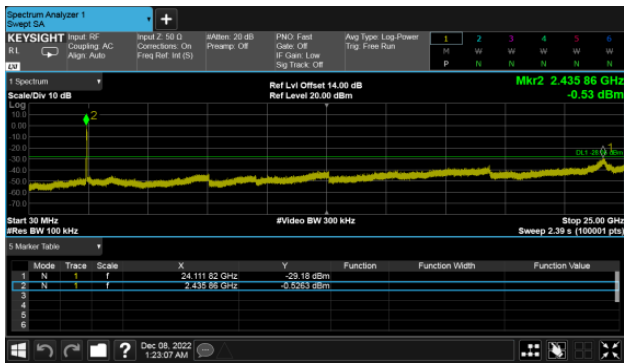 Spectrum Analyzer 1
Swept SA
KEYSIGHT Input: RF Input Z: 50 Ω #Atten: 20 dB PNO: Fast Avg Type: Log-Power 1 2 3 4 5 6
RL Coupling: AC Corrections: On Preamp: Off Gate: Off Trig: Free Run M W W W W W
Align: Auto Freq Ref: Int (S) IF Gain: Low P N N N N N
Sig Track: Off
LXI
1 Spectrum Ref Lvl Offset 14.00 dB Mkr2 2.435 86 GHz
Scale/Div 10 dB Ref Level 20.00 dBm -0.53 dBm
Log
10.0
0.00
-10.0
-20.0
-30.0
-40.0
-50.0
-60.0
-70.0
2
1
Start 30 MHz #Video BW 300 kHz Stop 25.00 GHz
#Res BW 100 kHz Sweep 2.39 s (100001 pts)
5 Marker Table
Mode Trace Scale X Y Function Function Width Function Value
1 N 1 f 24.111 82 GHz -29.18 dBm
2 N 1 f 2.435 86 GHz -0.5263 dBm
3
4
5
6
? Dec 08, 2022
1:23:07 AM